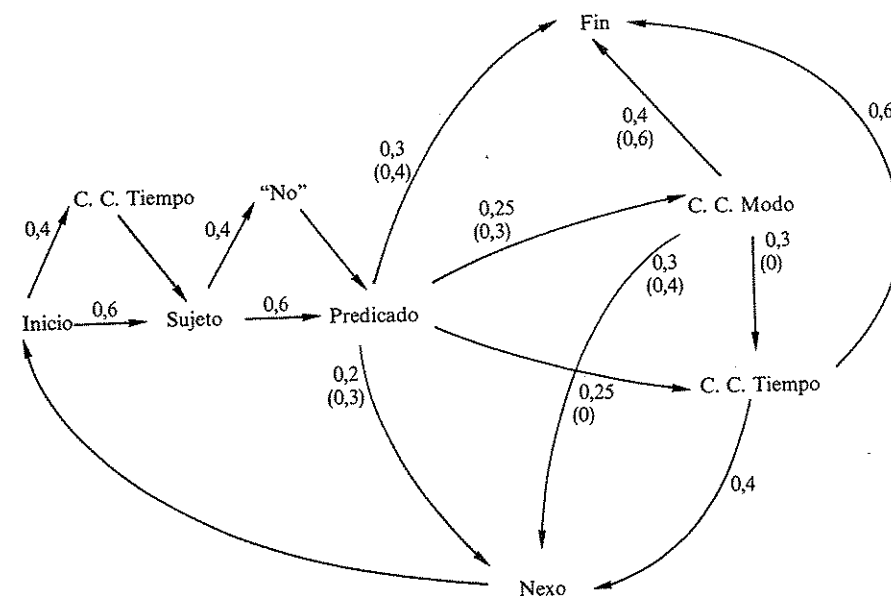 Fin
0,4
(0,6)
0,6
0,3
(0,4)
C. C. Tiempo
“No”
0,4
0,4
0,25
(0,3)
C. C. Modo
0,3
(0,4)
0,3
(0)
Inicio
0,6
Sujeto
0,6
Predicado
0,2
(0,3)
0,25
(0)
C. C. Tiempo
0,4
Nexo